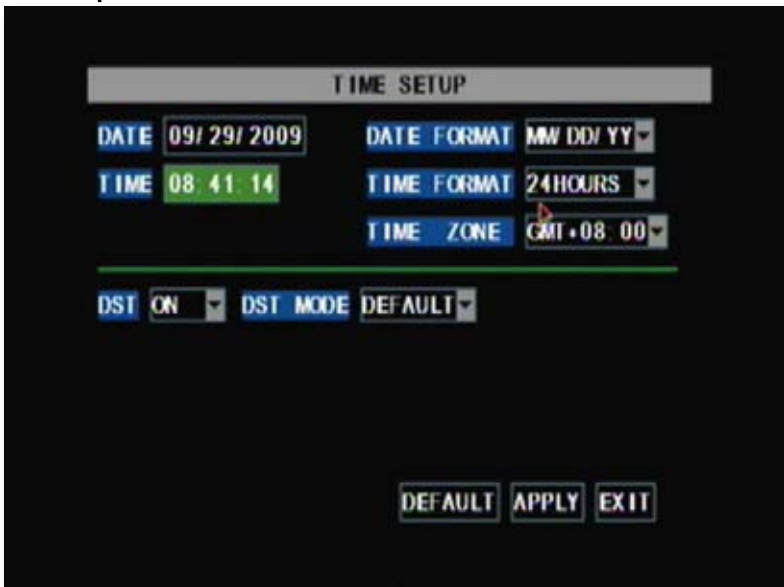 TIME SETUP
DATE 09/29/2009 DATE FORMAT MM/DD/YY
TIME 08:41:14 TIME FORMAT 24HOURS
TIME ZONE GMT+08:00
DST ON DST MODE DEFAULT
DEFAULT APPLY EXIT